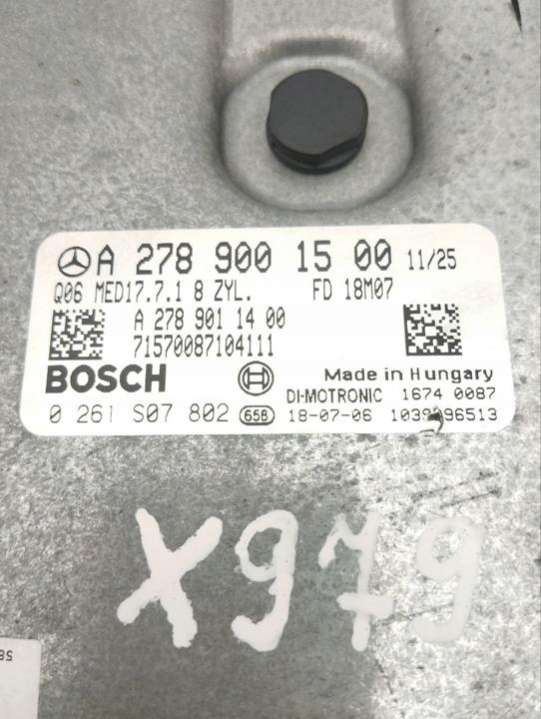 A 278 900 15 00 11/25
Q06 MED17.7.1 8 ZYL. FD 18M07
A 278 901 14 00
71570087104111
BOSCH Made in Hungary
DI-MOTRONIC 1674 0087
0 261 S07 802 658 18-07-06
X979